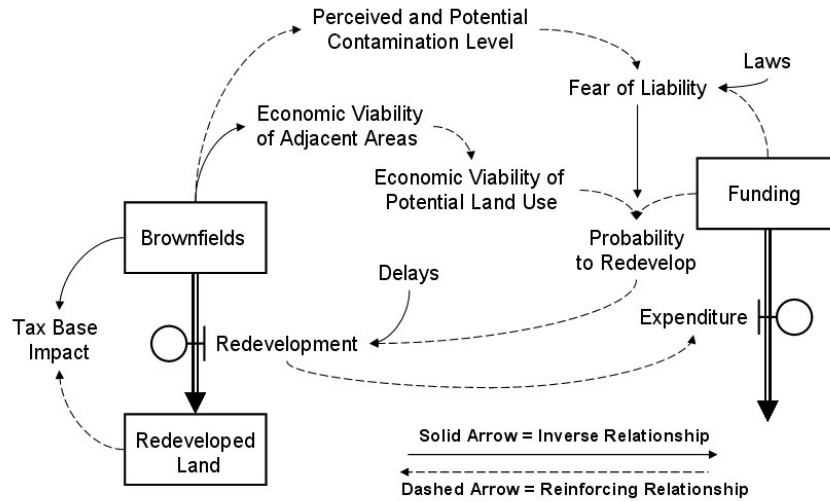 Perceived and Potential
Contamination Level
Laws
Fear of Liability
Economic Viability
of Adjacent Areas
Economic Viability of
Potential Land Use
Funding
Brownfields
Probability
to Redevelop
Delays
Tax Base
Impact
Redevelopment
Expenditure
Redeveloped
Land
Solid Arrow = Inverse Relationship
Dashed Arrow = Reinforcing Relationship